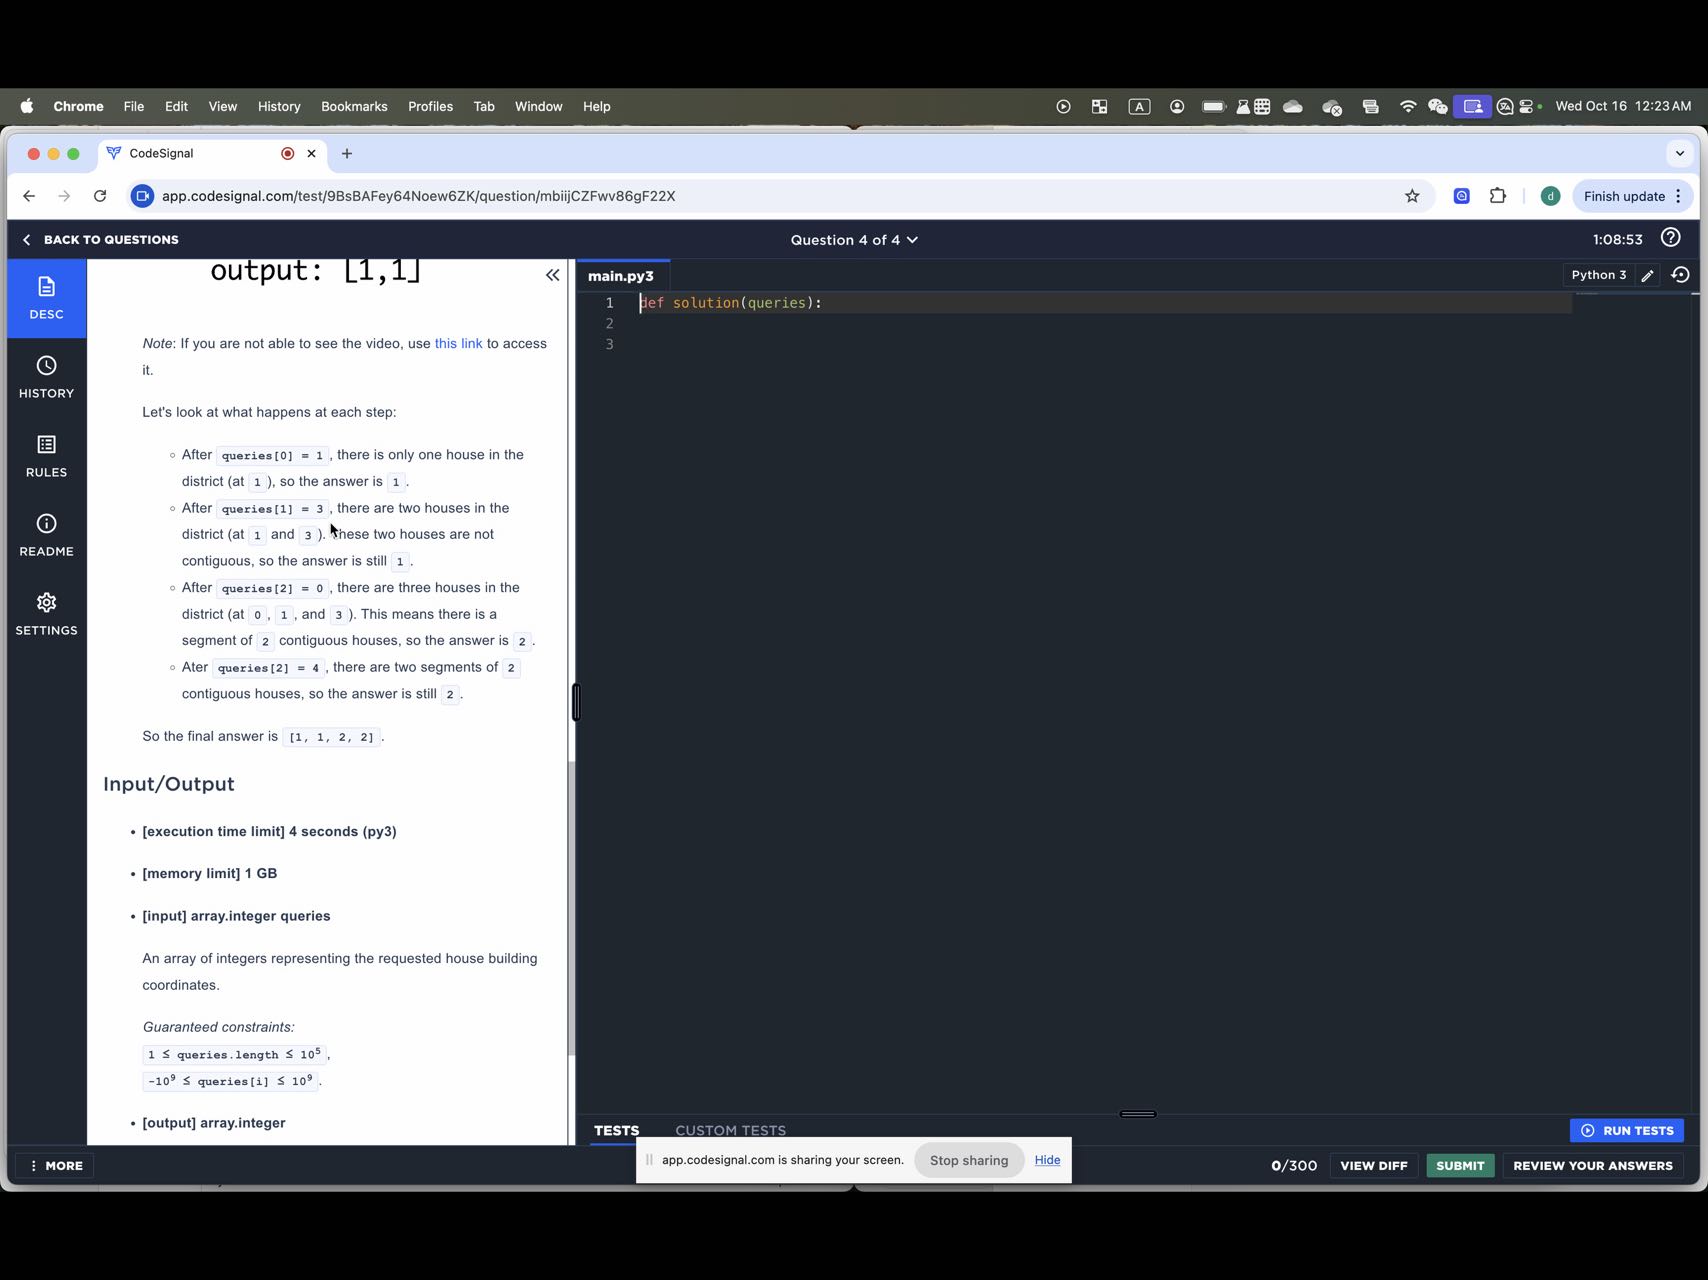 Chrome File Edit View History Bookmarks Profiles Tab Window Help
A
Wed Oct 16 12:23 AM
CodeSignal
app.codesignal.com/test/9BsBAFey64Noew6ZK/question/mbiijCZFwv86gF22X
d
Finish update
BACK TO QUESTIONS
Question 4 of 4
1:08:53
DESC
HISTORY
RULES
README
SETTINGS
output: [1,1]
Note: If you are not able to see the video, use this link to access
it.
Let's look at what happens at each step:
After queries[0] = 1, there is only one house in the
district (at 1), so the answer is 1.
After queries[1] = 3, there are two houses in the
district (at 1 and 3). These two houses are not
contiguous, so the answer is still 1.
After queries[2] = 0, there are three houses in the
district (at 0, 1, and 3). This means there is a
segment of 2 contiguous houses, so the answer is 2.
Ater queries[2] = 4, there are two segments of 2
contiguous houses, so the answer is still 2.
So the final answer is [1, 1, 2, 2].
Input/Output
• [execution time limit] 4 seconds (py3)
• [memory limit] 1 GB
• [input] array.integer queries
An array of integers representing the requested house building
coordinates.
Guaranteed constraints:
1 ≤ queries.length ≤ 10⁵,
-10⁹ ≤ queries[i] ≤ 10⁹.
• [output] array.integer
main.py3
Python 3
1 def solution(queries):
2
3
TESTS
CUSTOM TESTS
RUN TESTS
MORE
app.codesignal.com is sharing your screen.
Stop sharing
Hide
0/300
VIEW DIFF
SUBMIT
REVIEW YOUR ANSWERS